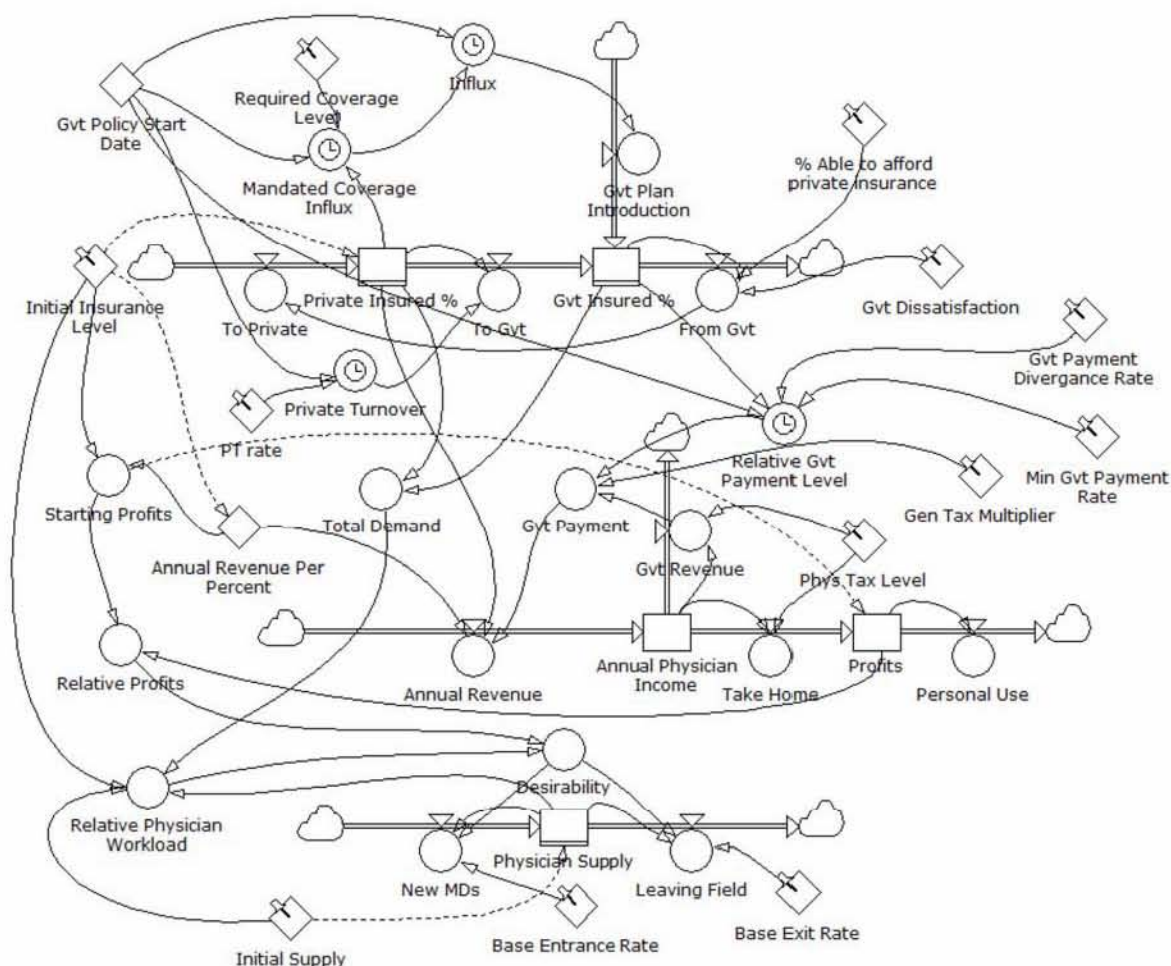 Influx
Required Coverage
Level
Gvt Policy Start
Date
% Able to afford
private insurance
Mandated Coverage
Influx
Gvt Plan
Introduction
Initial Insurance
Level
To Private
Private Insured %
To Gvt
Gvt Insured %
From Gvt
Gvt Dissatisfaction
Gvt Payment
Divergance Rate
PT rate
Private Turnover
Relative Gvt
Payment Level
Min Gvt Payment
Rate
Starting Profits
Total Demand
Gvt Payment
Gen Tax Multiplier
Annual Revenue Per
Percent
Gvt Revenue
Phys Tax Level
Relative Profits
Annual Revenue
Annual Physician
Income
Take Home
Profits
Personal Use
Desirability
Relative Physician
Workload
New MDs
Physician Supply
Leaving Field
Initial Supply
Base Entrance Rate
Base Exit Rate